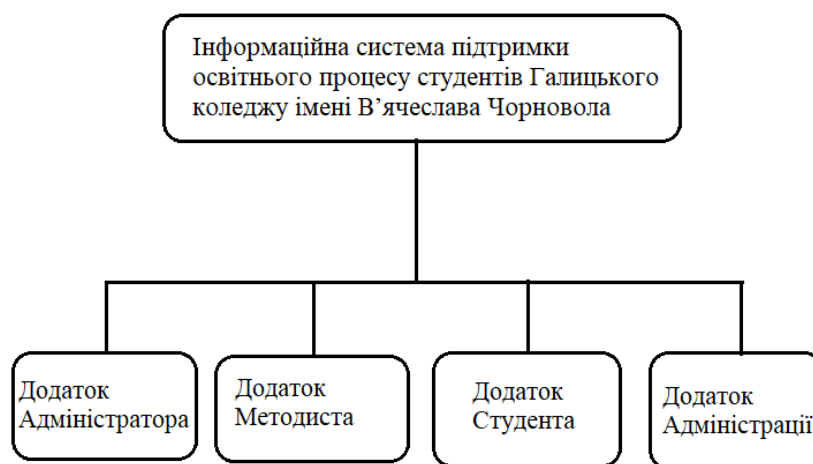 Інформаційна система підтримки
освітнього процесу студентів Галицького
коледжу імені В’ячеслава Чорновола
Додаток
Адміністратора
Додаток
Методиста
Додаток
Студента
Додаток
Адміністрації